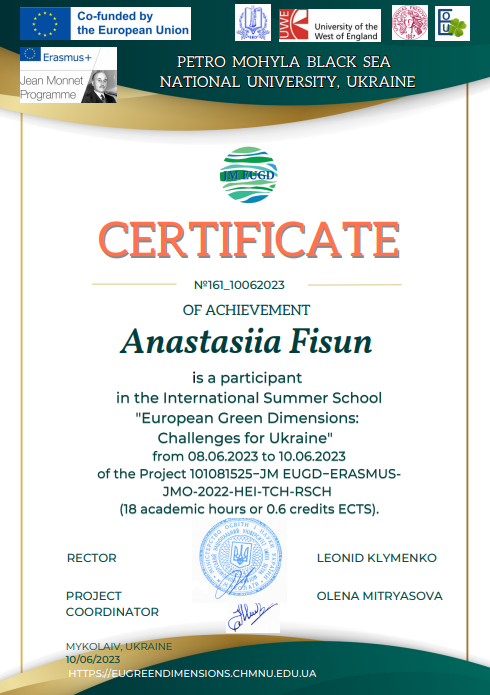 Co-funded by
the European Union
UWE
University of the
West of England
Erasmus+
Jean Monnet
Programme
PETRO MOHYLA BLACK SEA
NATIONAL UNIVERSITY, UKRAINE
JM EUGD
CERTIFICATE
№161_10062023
OF ACHIEVEMENT
Anastasiia Fisun
is a participant
in the International Summer School
"European Green Dimensions:
Challenges for Ukraine"
from 08.06.2023 to 10.06.2023
of the Project 101081525–JM EUGD–ERASMUS-
JMO-2022-HEI-TCH-RSCH
(18 academic hours or 0.6 credits ECTS).
RECTOR
LEONID KLYMENKO
PROJECT
COORDINATOR
OLENA MITRYASOVA
MYKOLAIV, UKRAINE
10/06/2023
HTTPS://EUGREENDIMENSIONS.CHMNU.EDU.UA